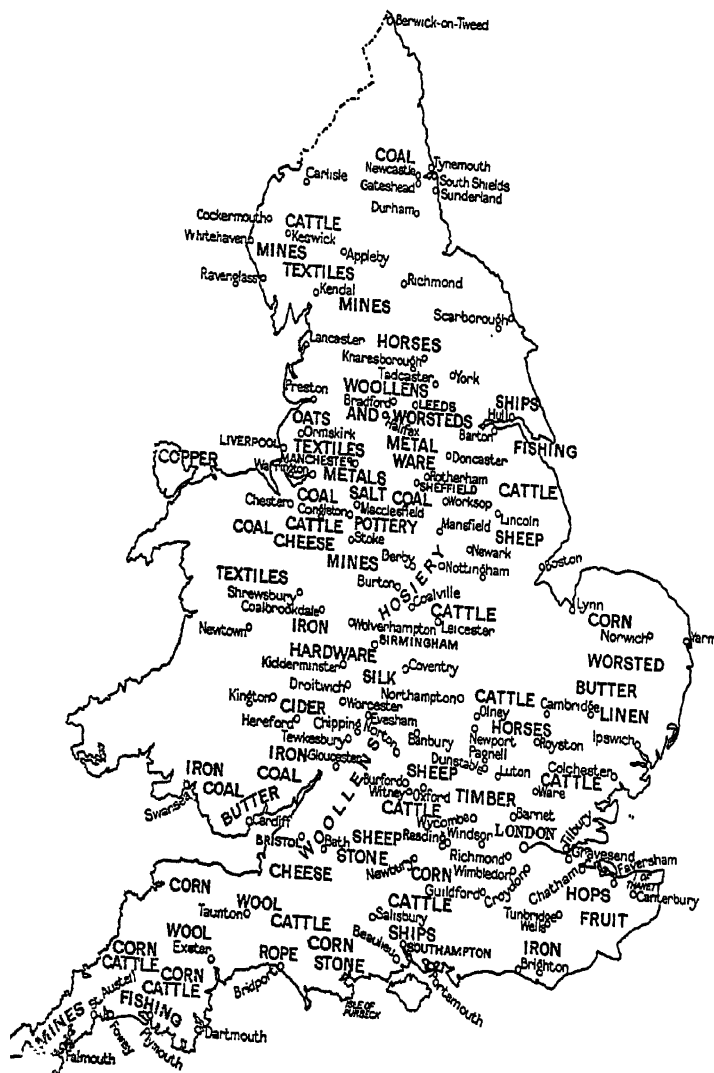 Berwick-on-Tweed
COAL
Tynemouth
Newcastle
South Shields
Gateshead
Sunderland
Carlisle
Durham
Cockermouth
CATTLE
Keswick
Whitehaven
MINES
Appleby
TEXTILES
Ravenglass
Kendal
Richmond
MINES
Scarborough
Lancaster
HORSES
Knaresborough
Tadcaster
York
Preston
WOOLLENS
Bradford
LEEDS
SHIPS
OATS
AND
WORSTEDS
Hull
Halifax
Ormskirk
Barton
LIVERPOOL
TEXTILES
METAL
FISHING
COPPER
MANCHESTER
WARE
Doncaster
Warrington
METALS
Rotherham
SHEFFIELD
CATTLE
COAL
SALT
COAL
Worksop
Chester
Macclesfield
Congleton
Lincoln
COAL
CATTLE
POTTERY
Mansfield
SHEEP
CHEESE
Stoke
Newark
MINES
Derby
Nottingham
Boston
TEXTILES
Burton
HOSIERY
Shrewsbury
Coalville
Lynn
Coalbrookdale
CATTLE
CORN
Newtown
IRON
Wolverhampton
Leicester
Norwich
Yarm
BIRMINGHAM
HARDWARE
WORSTED
Kidderminster
Coventry
SILK
Droitwich
BUTTER
Kington
Worcester
Northampton
CATTLE
Cambridge
LINEN
CIDER
Evesham
Olney
Hereford
Chipping
Norton
HORSES
Tewkesbury
Banbury
Newport
Pagnell
Royston
Ipswich
IRON
Gloucester
Dunstable
IRON
COAL
SHEEP
Luton
Colchester
COAL
Burford
CATTLE
Swansea
BUTTER
WOOLLENS
Witney
Oxford
TIMBER
Ware
CATTLE
Cardiff
Wycombe
Barnet
BRISTOL
Bath
SHEEP
Reading
Windsor
LONDON
Tilbury
STONE
Newbury
Richmond
Gravesend
CHEESE
CORN
Wimbledon
Chatham
Faversham
I OF
THANET
CORN
Guildford
Croydon
HOPS
Canterbury
WOOL
CATTLE
Taunton
CATTLE
Salisbury
Tunbridge
Wells
FRUIT
WOOL
SHIPS
CORN
Exeter
ROPE
CORN
Beaulieu
SOUTHAMPTON
IRON
CATTLE
CORN
STONE
Brighton
St. Austell
CATTLE
Bridport
ISLE OF
PURBECK
Portsmouth
MINES
FISHING
Fowey
Plymouth
Dartmouth
Falmouth